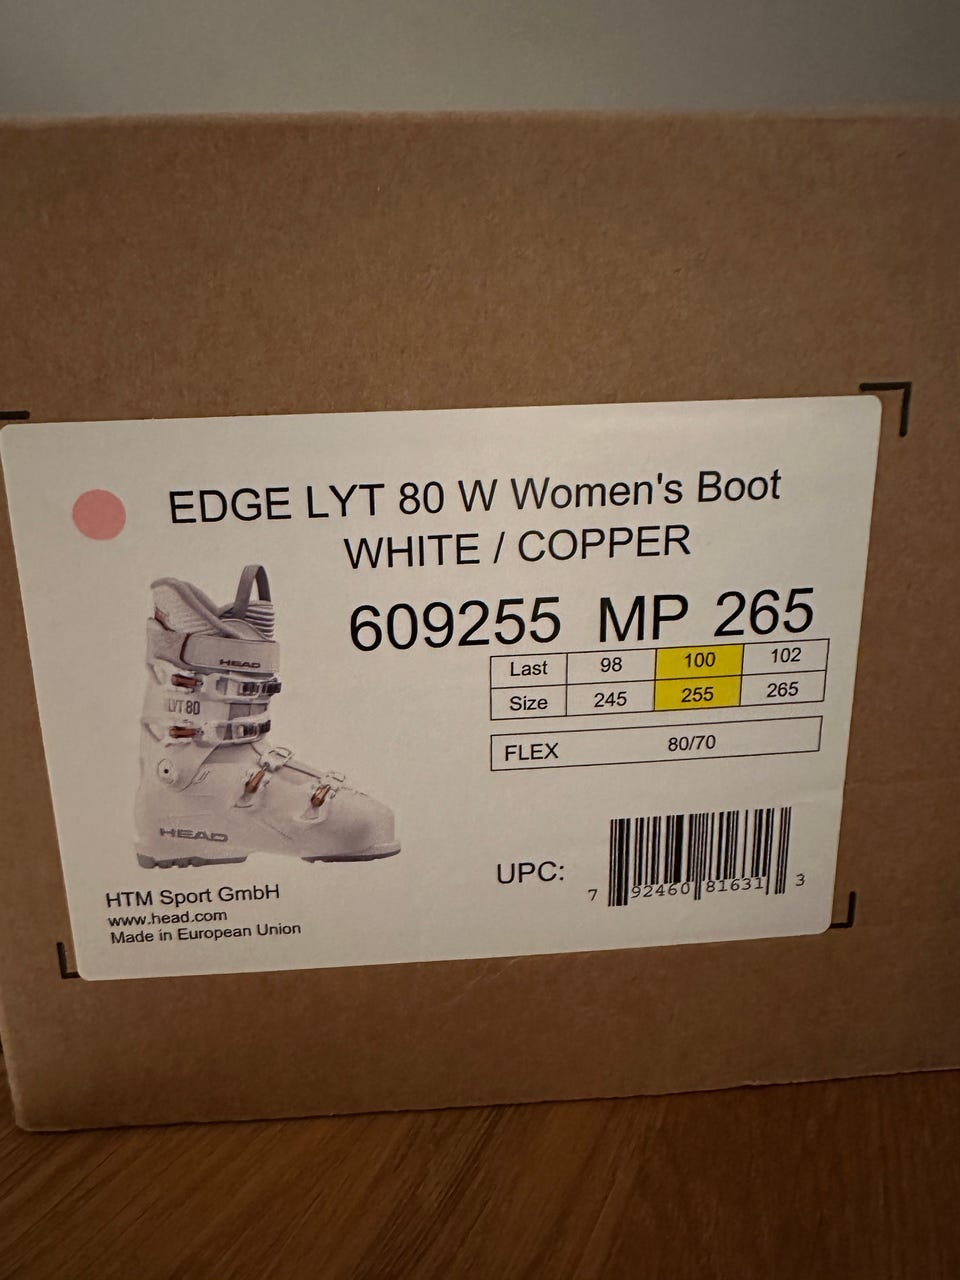 EDGE LYT 80 W Women's Boot
WHITE / COPPER
609255 MP 265
Last 98 100 102
Size 245 255 265
FLEX 80/70
HEAD
LYT 80
HEAD
UPC:
7 92460 81631 3
HTM Sport GmbH
www.head.com
Made in European Union